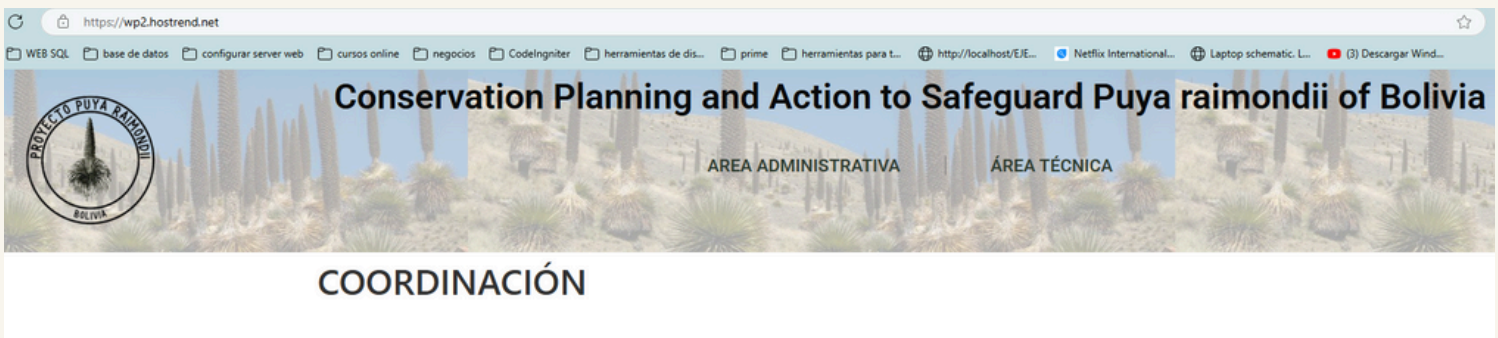 https://wp2.hostrend.net
WEB SQL base de datos configurar server web cursos online negocios CodeIngniter herramientas de dis... prime herramientas para t... http://localhost/EJE... Netflix International... Laptop schematic. L... (3) Descargar Wind...
PROYECTO PUYA RAIMONDII
BOLIVIA
Conservation Planning and Action to Safeguard Puya raimondii of Bolivia
AREA ADMINISTRATIVA | ÁREA TÉCNICA
COORDINACIÓN